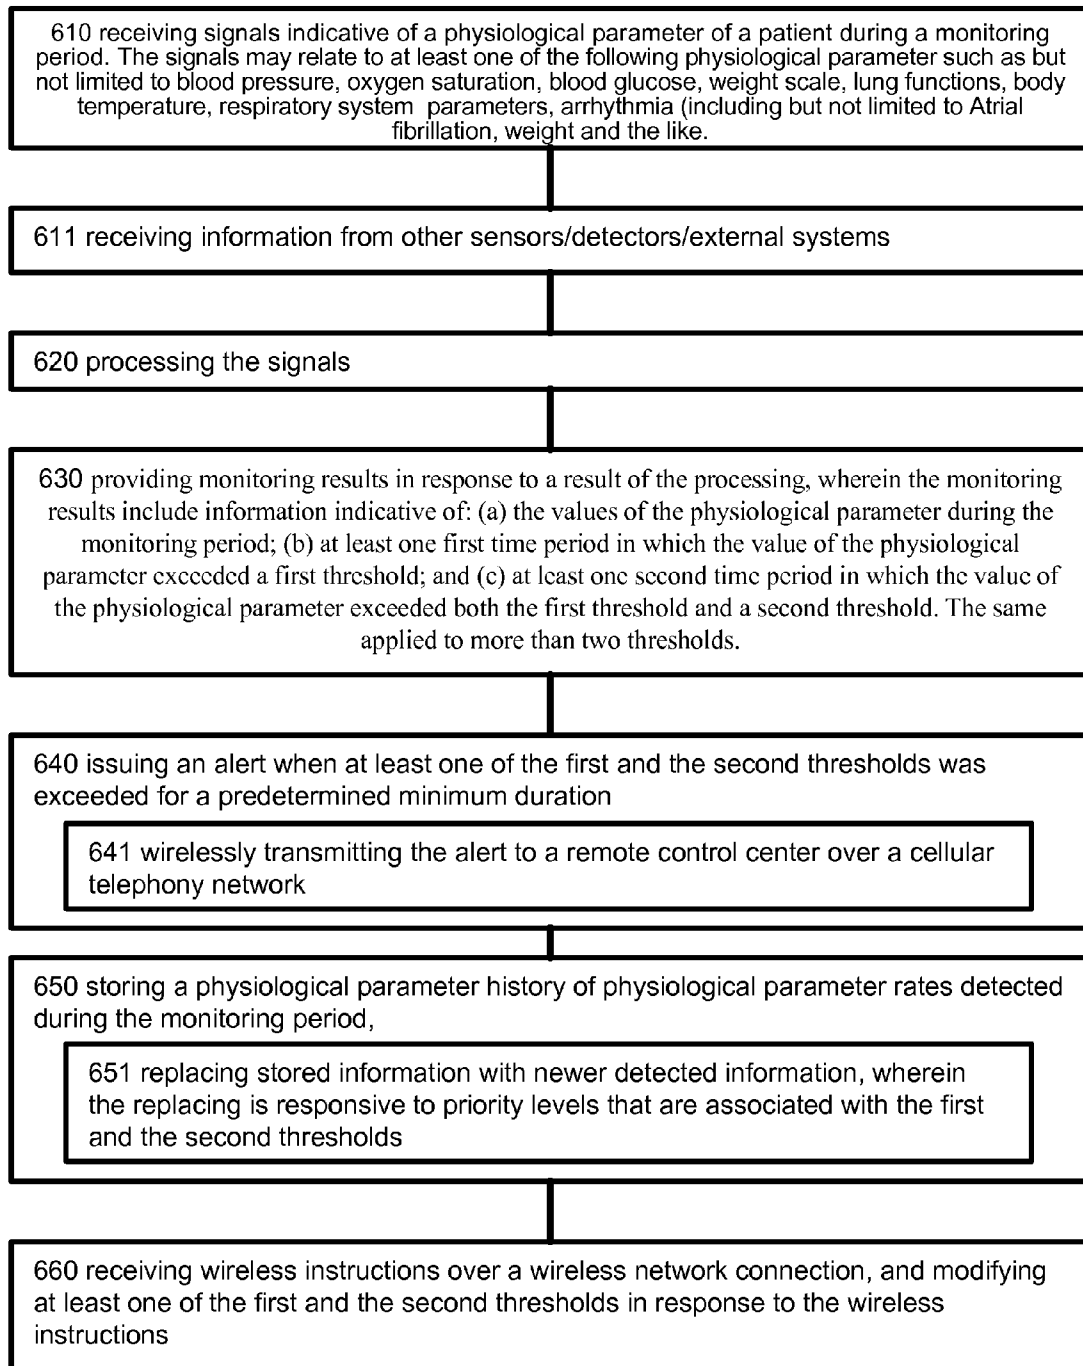 610 receiving signals indicative of a physiological parameter of a patient during a monitoring
period. The signals may relate to at least one of the following physiological parameter such as but
not limited to blood pressure, oxygen saturation, blood glucose, weight scale, lung functions, body
temperature, respiratory system parameters, arrhythmia (including but not limited to Atrial
fibrillation, weight and the like.
611 receiving information from other sensors/detectors/external systems
620 processing the signals
630 providing monitoring results in response to a result of the processing, wherein the monitoring
results include information indicative of: (a) the values of the physiological parameter during the
monitoring period; (b) at least one first time period in which the value of the physiological
parameter exceeded a first threshold; and (c) at least one second time period in which the value of
the physiological parameter exceeded both the first threshold and a second threshold. The same
applied to more than two thresholds.
640 issuing an alert when at least one of the first and the second thresholds was
exceeded for a predetermined minimum duration
641 wirelessly transmitting the alert to a remote control center over a cellular
telephony network
650 storing a physiological parameter history of physiological parameter rates detected
during the monitoring period,
651 replacing stored information with newer detected information, wherein
the replacing is responsive to priority levels that are associated with the first
and the second thresholds
660 receiving wireless instructions over a wireless network connection, and modifying
at least one of the first and the second thresholds in response to the wireless
instructions